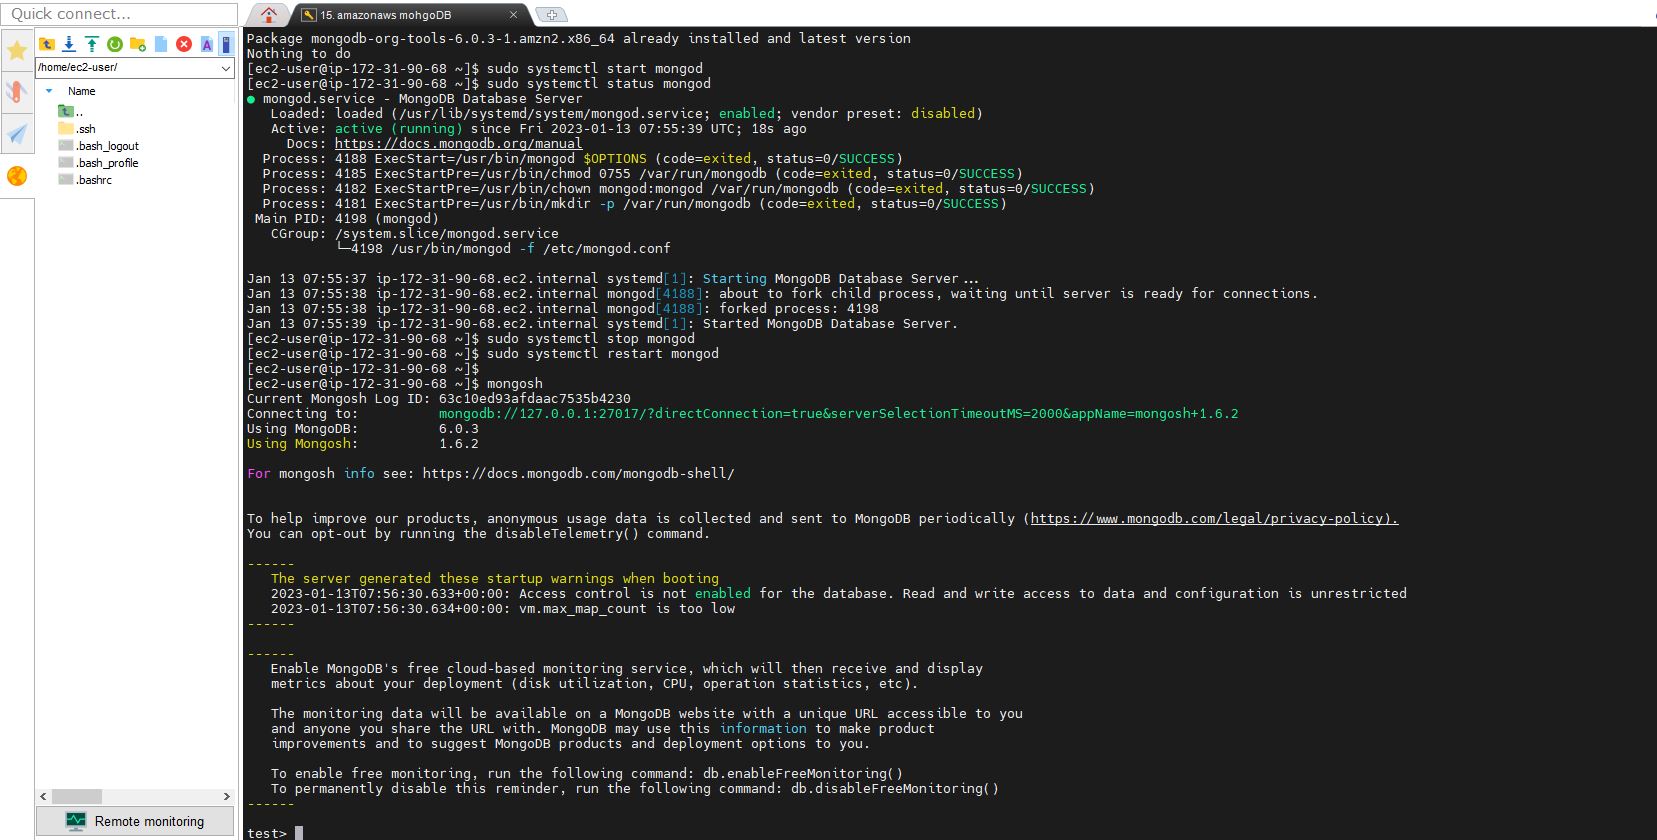 Quick connect...
15. amazonaws mohgoDB
/home/ec2-user/
Name
..
.ssh
.bash_logout
.bash_profile
.bashrc
Remote monitoring
Package mongodb-org-tools-6.0.3-1.amzn2.x86_64 already installed and latest version
Nothing to do
[ec2-user@ip-172-31-90-68 ~]$ sudo systemctl start mongod
[ec2-user@ip-172-31-90-68 ~]$ sudo systemctl status mongod
● mongod.service - MongoDB Database Server
Loaded: loaded (/usr/lib/systemd/system/mongod.service; enabled; vendor preset: disabled)
Active: active (running) since Fri 2023-01-13 07:55:39 UTC; 18s ago
Docs: https://docs.mongodb.org/manual
Process: 4188 ExecStart=/usr/bin/mongod $OPTIONS (code=exited, status=0/SUCCESS)
Process: 4185 ExecStartPre=/usr/bin/chmod 0755 /var/run/mongodb (code=exited, status=0/SUCCESS)
Process: 4182 ExecStartPre=/usr/bin/chown mongod:mongod /var/run/mongodb (code=exited, status=0/SUCCESS)
Process: 4181 ExecStartPre=/usr/bin/mkdir -p /var/run/mongodb (code=exited, status=0/SUCCESS)
Main PID: 4198 (mongod)
CGroup: /system.slice/mongod.service
└─4198 /usr/bin/mongod -f /etc/mongod.conf
Jan 13 07:55:37 ip-172-31-90-68.ec2.internal systemd[1]: Starting MongoDB Database Server...
Jan 13 07:55:38 ip-172-31-90-68.ec2.internal mongod[4188]: about to fork child process, waiting until server is ready for connections.
Jan 13 07:55:38 ip-172-31-90-68.ec2.internal mongod[4188]: forked process: 4198
Jan 13 07:55:39 ip-172-31-90-68.ec2.internal systemd[1]: Started MongoDB Database Server.
[ec2-user@ip-172-31-90-68 ~]$ sudo systemctl stop mongod
[ec2-user@ip-172-31-90-68 ~]$ sudo systemctl restart mongod
[ec2-user@ip-172-31-90-68 ~]$
[ec2-user@ip-172-31-90-68 ~]$ mongosh
Current Mongosh Log ID: 63c10ed93afdaac7535b4230
Connecting to: mongodb://127.0.0.1:27017/?directConnection=true&serverSelectionTimeoutMS=2000&appName=mongosh+1.6.2
Using MongoDB: 6.0.3
Using Mongosh: 1.6.2
For mongosh info see: https://docs.mongodb.com/mongodb-shell/
To help improve our products, anonymous usage data is collected and sent to MongoDB periodically (https://www.mongodb.com/legal/privacy-policy).
You can opt-out by running the disableTelemetry() command.
------
The server generated these startup warnings when booting
2023-01-13T07:56:30.633+00:00: Access control is not enabled for the database. Read and write access to data and configuration is unrestricted
2023-01-13T07:56:30.634+00:00: vm.max_map_count is too low
------
------
Enable MongoDB's free cloud-based monitoring service, which will then receive and display
metrics about your deployment (disk utilization, CPU, operation statistics, etc).
The monitoring data will be available on a MongoDB website with a unique URL accessible to you
and anyone you share the URL with. MongoDB may use this information to make product
improvements and to suggest MongoDB products and deployment options to you.
To enable free monitoring, run the following command: db.enableFreeMonitoring()
To permanently disable this reminder, run the following command: db.disableFreeMonitoring()
------
test>